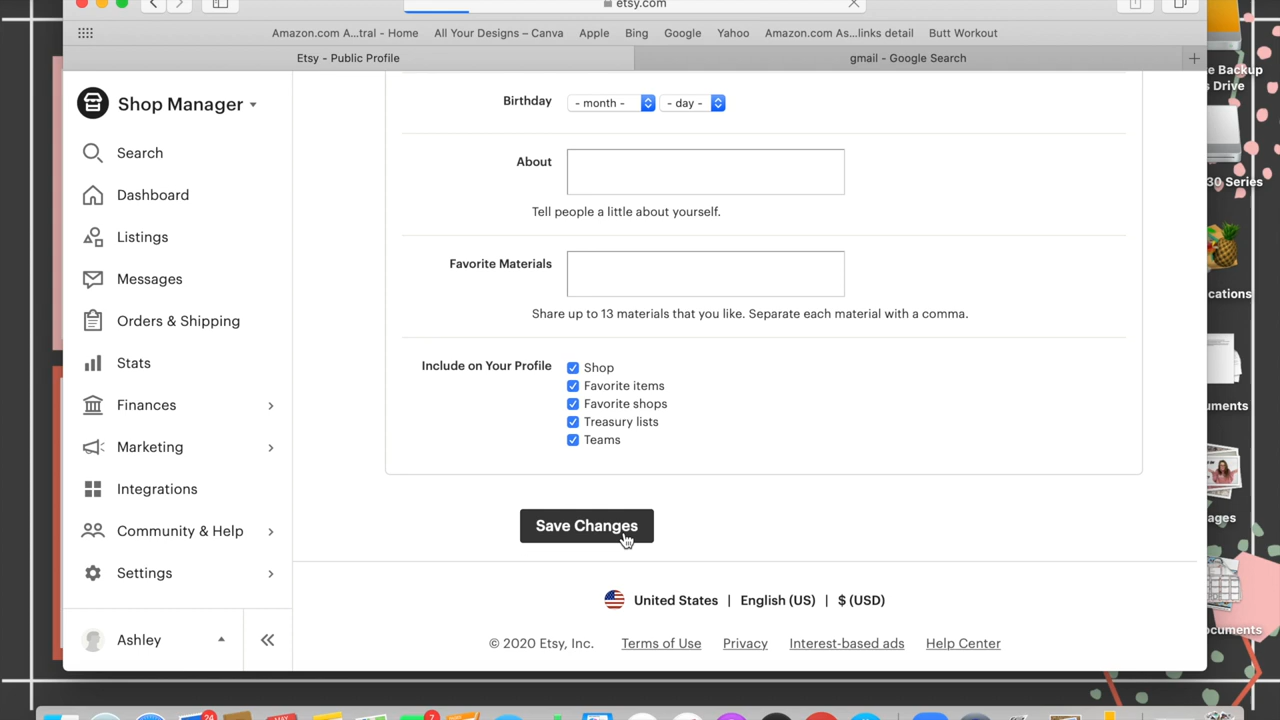 etsy.com
Amazon.com A...tral - Home All Your Designs – Canva Apple Bing Google Yahoo Amazon.com As...links detail Butt Workout
Etsy - Public Profile gmail - Google Search
Shop Manager
Search
Dashboard
Listings
Messages
Orders & Shipping
Stats
Finances
Marketing
Integrations
Community & Help
Settings
Ashley
Birthday - month - - day -
About
Tell people a little about yourself.
Favorite Materials
Share up to 13 materials that you like. Separate each material with a comma.
Include on Your Profile
Shop
Favorite items
Favorite shops
Treasury lists
Teams
Save Changes
United States | English (US) | $ (USD)
© 2020 Etsy, Inc. Terms of Use Privacy Interest-based ads Help Center
e Backup
s Drive
30 Series
cations
uments
ages
ocuments
24
7